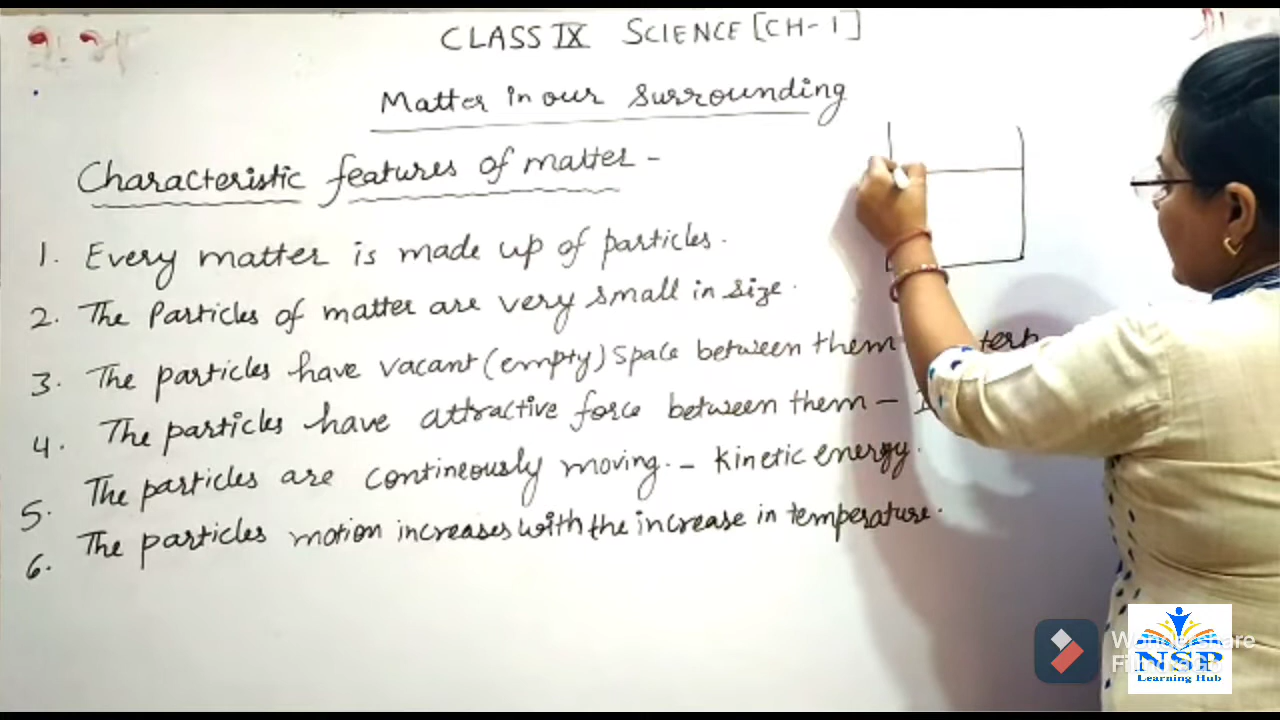 CLASS IX SCIENCE [CH-1]
Matter in our surrounding
Characteristic features of matter -
1. Every matter is made up of particles.
2. The Particles of matter are very small in size.
3. The particles have vacant (empty) space between them
4. The particles have attractive force between them -
5. The particles are contineously moving. - Kinetic energy.
6. The particles motion increases with the increase in temperature.
NSP
Learning Hub